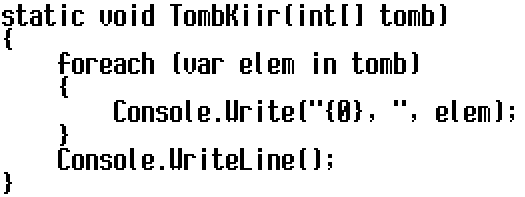 static void TombKiir(int[] tomb)
{
    foreach (var elem in tomb)
    {
        Console.Write("{0}, ", elem);
    }
    Console.WriteLine();
}